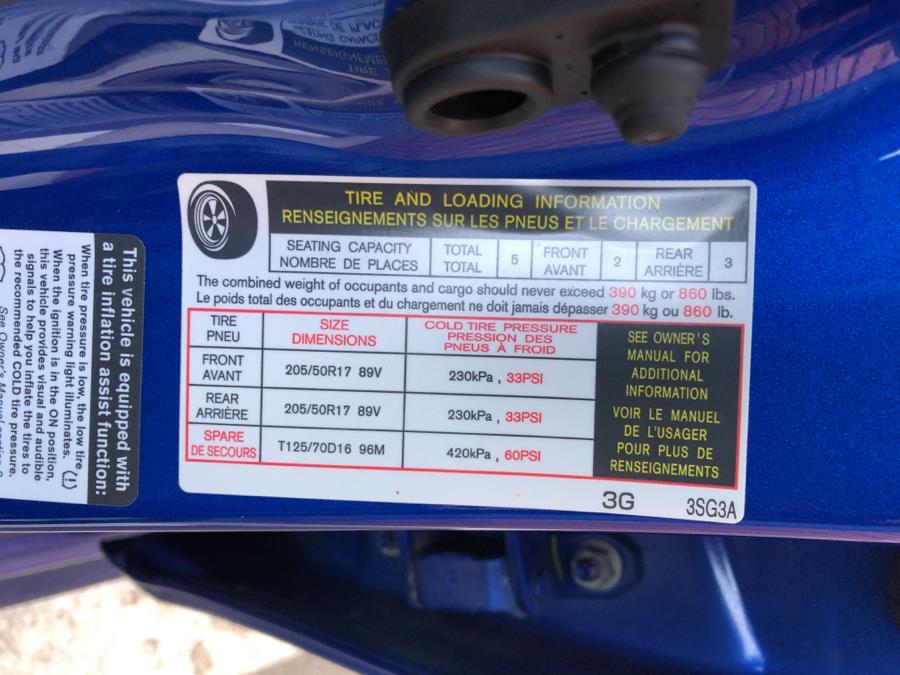 TIRE AND LOADING INFORMATION
RENSEIGNEMENTS SUR LES PNEUS ET LE CHARGEMENT
SEATING CAPACITY
NOMBRE DE PLACES
TOTAL
TOTAL
5
FRONT
AVANT
2
REAR
ARRIÈRE
3
The combined weight of occupants and cargo should never exceed 390 kg or 860 lbs.
Le poids total des occupants et du chargement ne doit jamais dépasser 390 kg ou 860 lb.
TIRE
PNEU
SIZE
DIMENSIONS
COLD TIRE PRESSURE
PRESSION DES
PNEUS À FROID
FRONT
AVANT
205/50R17 89V
230kPa , 33PSI
REAR
ARRIÈRE
205/50R17 89V
230kPa , 33PSI
SPARE
DE SECOURS
T125/70D16 96M
420kPa , 60PSI
SEE OWNER'S
MANUAL FOR
ADDITIONAL
INFORMATION
VOIR LE MANUEL
DE L'USAGER
POUR PLUS DE
RENSEIGNEMENTS
3G
3SG3A
This vehicle is equipped with
a tire inflation assist function:
When tire pressure is low, the low tire
pressure warning light illuminates. (!)
When the ignition is in the ON position,
this vehicle provides visual and audible
signals to help you inflate the tires to
the recommended COLD tire pressure.
See Owner's Manual section
RENSEIGNEMENTS
TIRE